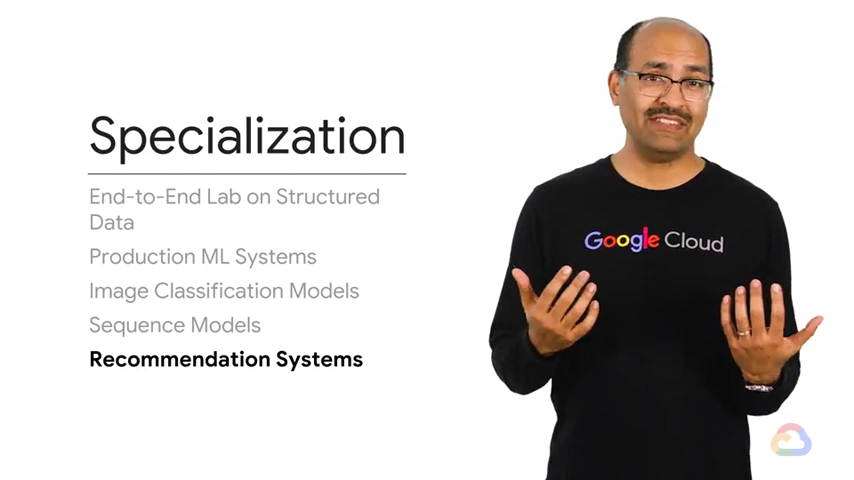 Specialization
End-to-End Lab on Structured
Data
Production ML Systems
Image Classification Models
Sequence Models
Recommendation Systems
Google Cloud